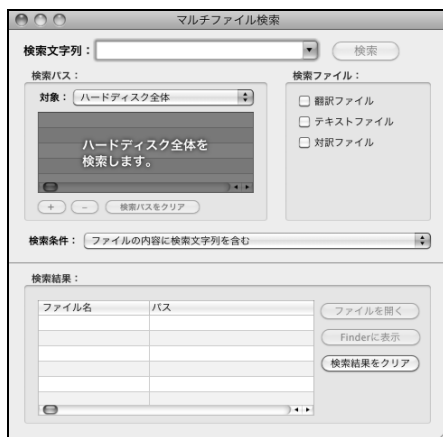 マルチファイル検索
検索文字列：
検索
検索パス：
対象： ハードディスク全体
ハードディスク全体を
検索します。
+ - 検索パスをクリア
検索ファイル：
翻訳ファイル
テキストファイル
対訳ファイル
検索条件： ファイルの内容に検索文字列を含む
検索結果：
ファイル名 パス
ファイルを開く
Finderに表示
検索結果をクリア